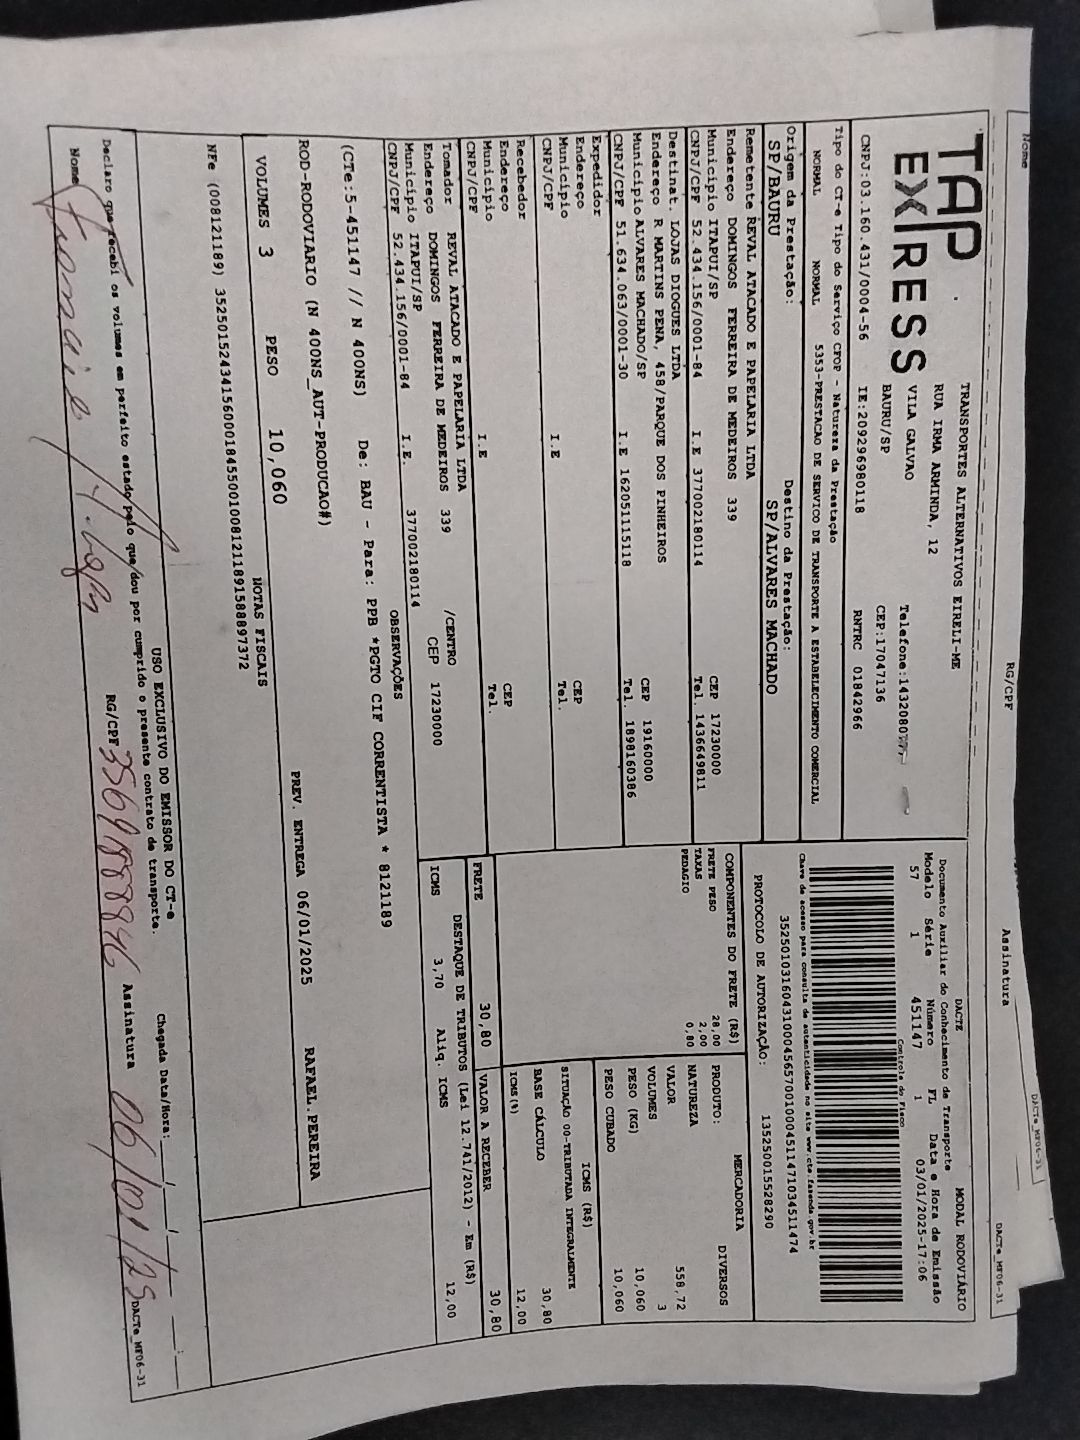 Nome
RG/CPF
Assinatura
DACTe_MF06-31
DACTe_MF06-31
TAP
EXPRESS
TRANSPORTES ALTERNATIVOS EIRELI-ME
RUA IRMA ARMINDA, 12
VILA GALVAO
BAURU/SP
Telefone:1432080
CEP:17047136
CNPJ:03.160.431/0004-56 IE:209296980118 RNTRC 01842966
DACTE MODAL RODOVIÁRIO
Documento Auxiliar do Conhecimento de Transporte
Modelo Série Número FL Data e Hora de Emissão
57 1 451147 1 03/01/2025-17:06
Controle do Fisco
Chave de acesso para consulta de autenticidade no site www.cte.fazenda.gov.br
PROTOCOLO DE AUTORIZAÇÃO: 135250015528290
Tipo do CT-e Tipo do Serviço CFOP - Natureza da Prestação
NORMAL NORMAL 5353-PRESTACAO DE SERVICO DE TRANSPORTE A ESTABELECIMENTO COMERCIAL
Origem da Prestação: Destino da Prestação:
SP/BAURU SP/ALVARES MACHADO
Remetente REVAL ATACADO E PAPELARIA LTDA
Endereço DOMINGOS FERREIRA DE MEDEIROS 339
Município ITAPUI/SP CEP 17230000
CNPJ/CPF 52.434.156/0001-84 I.E 377002180114 Tel. 1436649811
Destinat. LOJAS DIOGUES LTDA
Endereço R MARTINS PENA, 458/PARQUE DOS PINHEIROS
Município ALVARES MACHADO/SP CEP 19160000
CNPJ/CPF 51.634.063/0001-30 I.E 162051115118 Tel. 1898160386
Expedidor
Endereço
Município CEP
CNPJ/CPF I.E Tel.
Recebedor
Endereço
Município CEP
CNPJ/CPF I.E Tel.
Tomador REVAL ATACADO E PAPELARIA LTDA
Endereço DOMINGOS FERREIRA DE MEDEIROS 339 /CENTRO
Município ITAPUI/SP CEP 17230000
CNPJ/CPF 52.434.156/0001-84 I.E. 377002180114
COMPONENTES DO FRETE (R$)
FRETE PESO 28,00
TAXAS 2,00
PEDAGIO 0,80
MERCADORIA
PRODUTO: DIVERSOS
NATUREZA
VALOR 558,72
VOLUMES 3
PESO (KG) 10,060
PESO CUBADO 10,060
ICMS (R$)
SITUAÇÃO 00-TRIBUTADA INTEGRALMENTE
BASE CÁLCULO 30,80
ICMS(%) 12,00
FRETE 30,80 VALOR A RECEBER 30,80
DESTAQUE DE TRIBUTOS (Lei 12.741/2012) - Em (R$)
ICMS 3,70 Aliq. ICMS 12,00
OBSERVAÇÕES
(CTe:5-451147 // N 400NS) De: BAU - Para: PPB *PGTO CIF CORRENTISTA * 8121189
ROD-RODOVIARIO (N 400NS_AUT-PRODUCAO#)
PREV. ENTREGA 06/01/2025 RAFAEL.PEREIRA
VOLUMES 3 PESO 10,060
NOTAS FISCAIS
USO EXCLUSIVO DO EMISSOR DO CT-e
Chegada Data/Hora: __/__/__ __:__
Declaro que recebi os volumes em perfeito estado pelo que dou por cumprido o presente contrato de transporte.
Nome RG/CPF Assinatura 06/01/25
DACTe_MF06-31